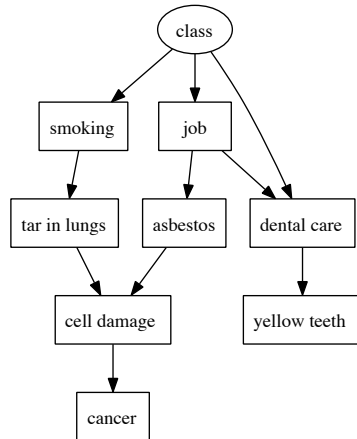 class
smoking
job
tar in lungs
asbestos
dental care
cell damage
yellow teeth
cancer